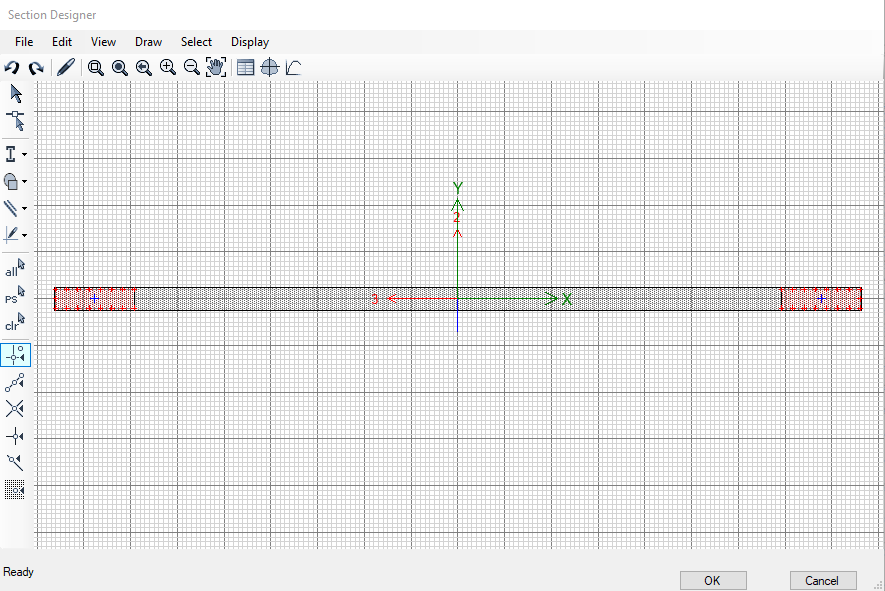 Section Designer
File Edit View Draw Select Display
all
ps
clr
Y
2
3
X
Ready
OK Cancel